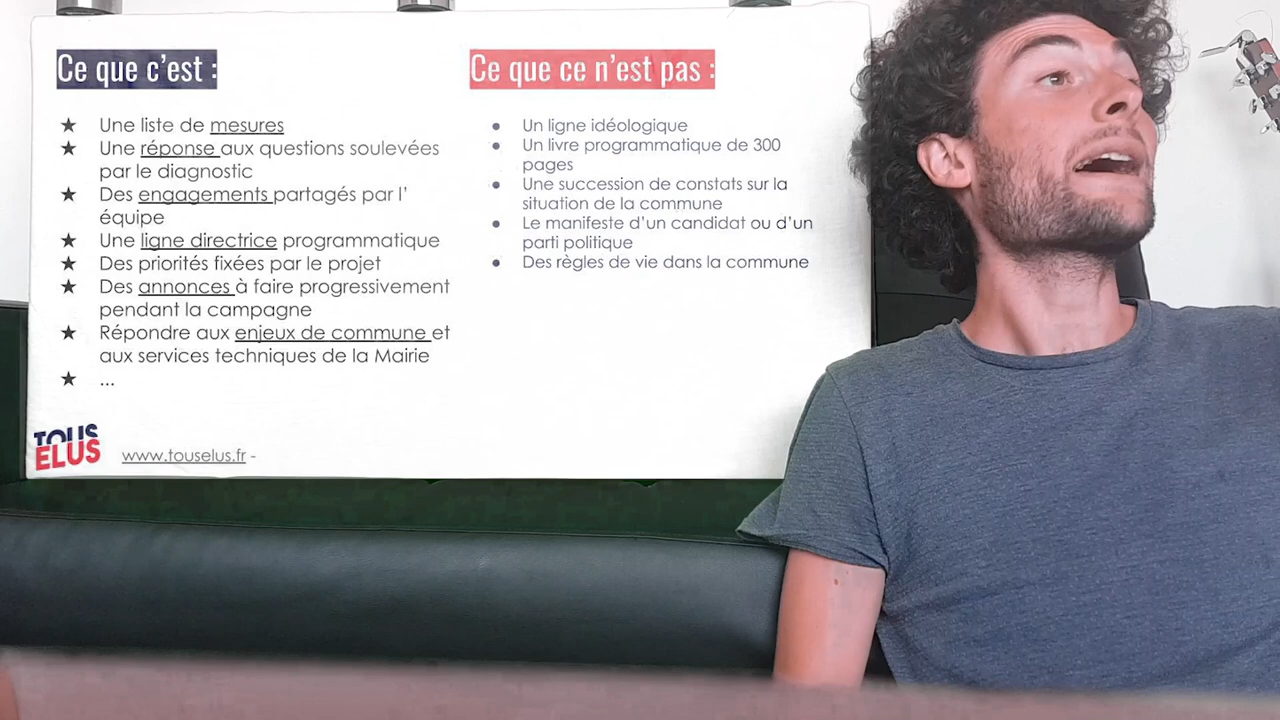 Ce que c’est :
★ Une liste de mesures
★ Une réponse aux questions soulevées
par le diagnostic
★ Des engagements partagés par l’
équipe
★ Une ligne directrice programmatique
★ Des priorités fixées par le projet
★ Des annonces à faire progressivement
pendant la campagne
★ Répondre aux enjeux de commune et
aux services techniques de la Mairie
★ ...
Ce que ce n’est pas :
● Un ligne idéologique
● Un livre programmatique de 300
pages
● Une succession de constats sur la
situation de la commune
● Le manifeste d’un candidat ou d’un
parti politique
● Des règles de vie dans la commune
TOUS
ELUS
www.touselus.fr -